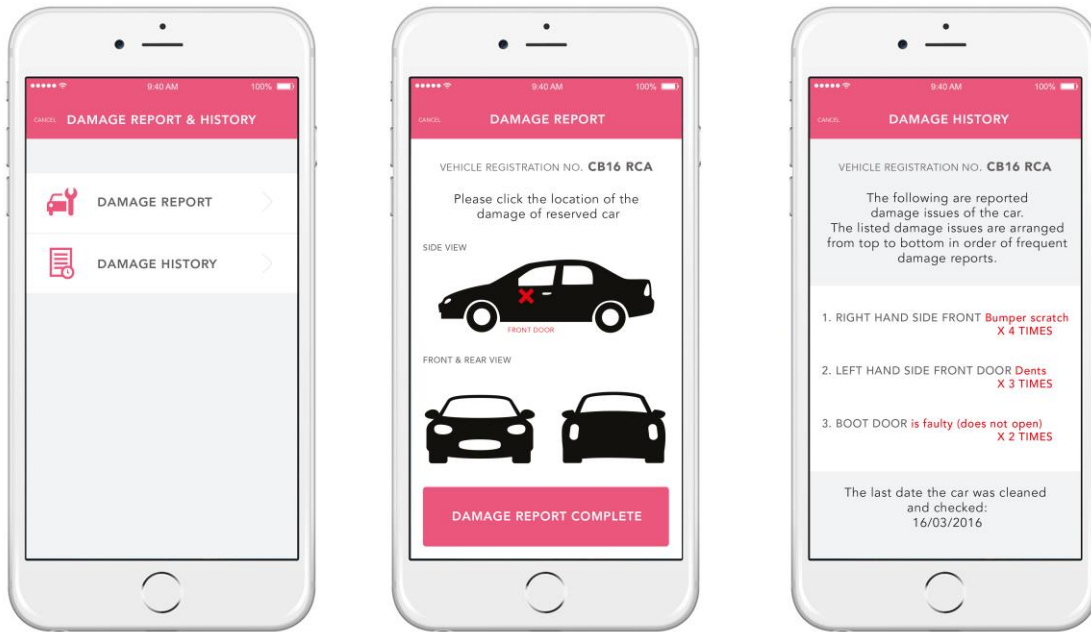 9:40 AM
100%
CANCEL
DAMAGE REPORT & HISTORY
DAMAGE REPORT
DAMAGE HISTORY
9:40 AM
100%
CANCEL
DAMAGE REPORT
VEHICLE REGISTRATION NO. CB16 RCA
Please click the location of the
damage of reserved car
SIDE VIEW
FRONT DOOR
FRONT & REAR VIEW
DAMAGE REPORT COMPLETE
9:40 AM
100%
CANCEL
DAMAGE HISTORY
VEHICLE REGISTRATION NO. CB16 RCA
The following are reported
damage issues of the car.
The listed damage issues are arranged
from top to bottom in order of frequent
damage reports.
1. RIGHT HAND SIDE FRONT Bumper scratch
X 4 TIMES
2. LEFT HAND SIDE FRONT DOOR Dents
X 3 TIMES
3. BOOT DOOR is faulty (does not open)
X 2 TIMES
The last date the car was cleaned
and checked:
16/03/2016